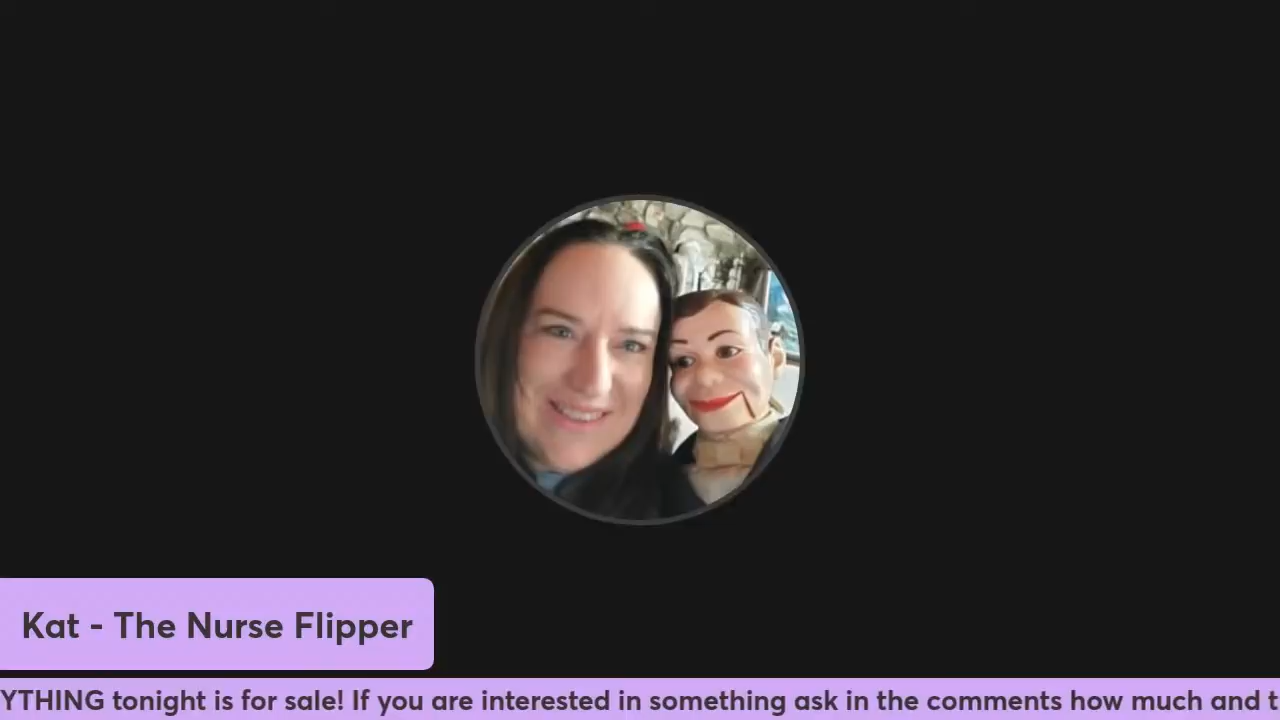 Kat - The Nurse Flipper
YTHING tonight is for sale! If you are interested in something ask in the comments how much and t